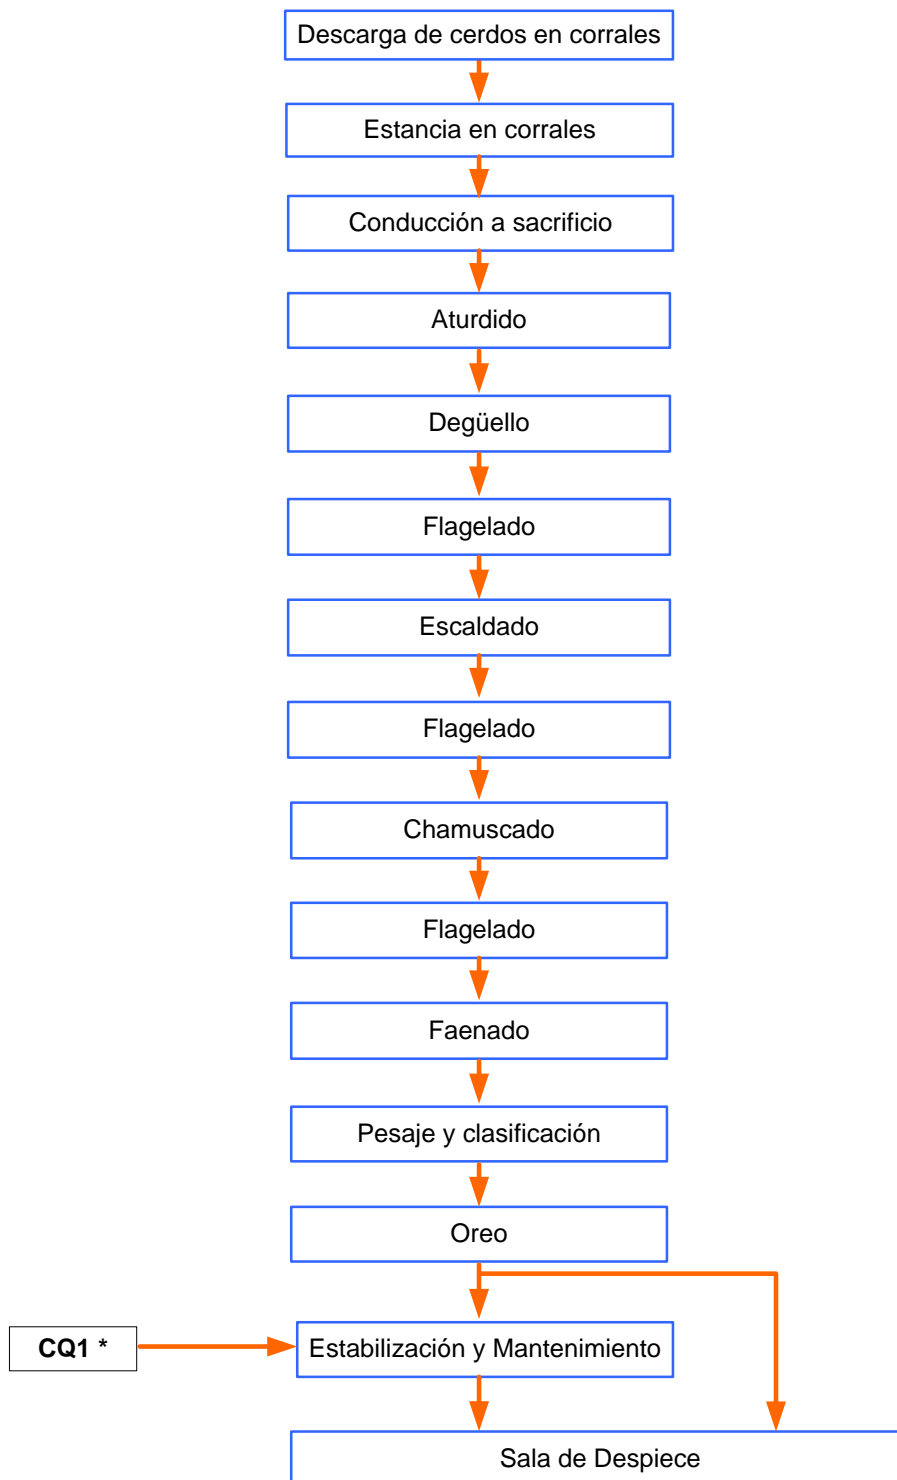 Descarga de cerdos en corrales
Estancia en corrales
Conducción a sacrificio
Aturdido
Degüello
Flagelado
Escaldado
Flagelado
Chamuscado
Flagelado
Faenado
Pesaje y clasificación
Oreo
CQ1 *
Estabilización y Mantenimiento
Sala de Despiece